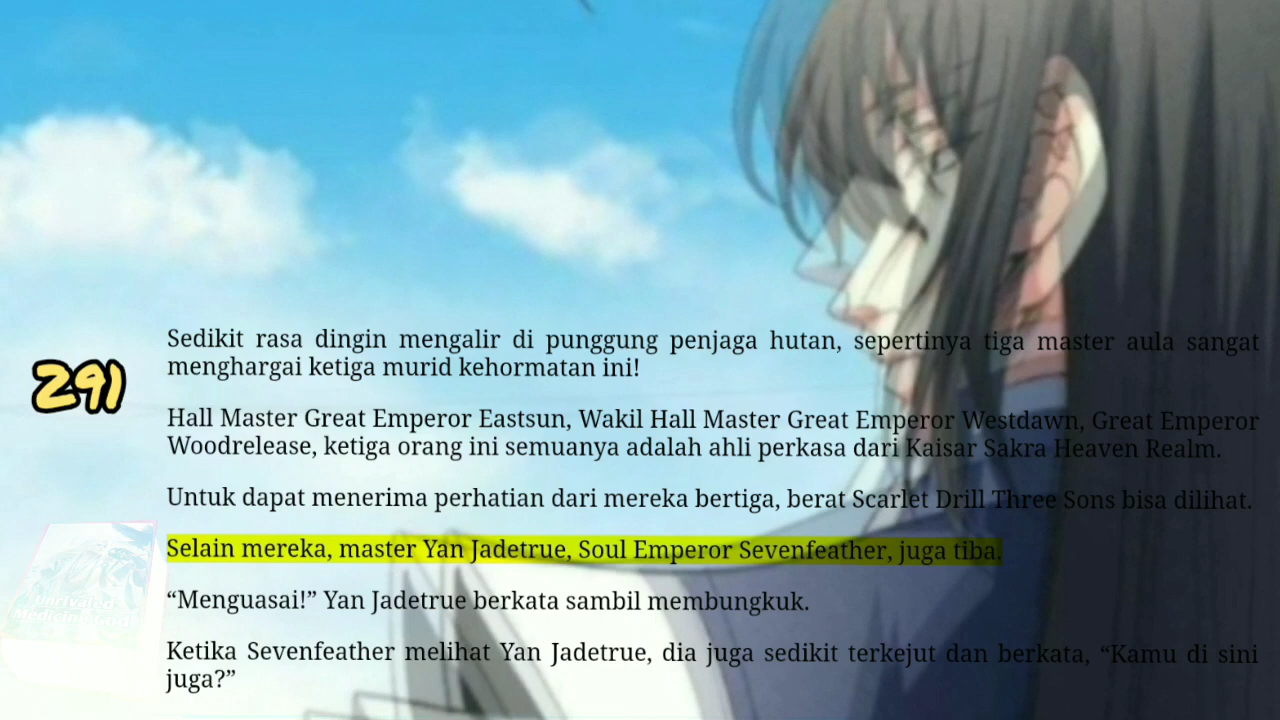 Sedikit rasa dingin mengalir di punggung penjaga hutan, sepertinya tiga master aula sangat
menghargai ketiga murid kehormatan ini!
291
Hall Master Great Emperor Eastsun, Wakil Hall Master Great Emperor Westdawn, Great Emperor
Woodrelease, ketiga orang ini semuanya adalah ahli perkasa dari Kaisar Sakra Heaven Realm.
Untuk dapat menerima perhatian dari mereka bertiga, berat Scarlet Drill Three Sons bisa dilihat.
Selain mereka, master Yan Jadetrue, Soul Emperor Sevenfeather, juga tiba.
“Menguasai!” Yan Jadetrue berkata sambil membungkuk.
Ketika Sevenfeather melihat Yan Jadetrue, dia juga sedikit terkejut dan berkata, “Kamu di sini
juga?”
Unrivaled
Medicine God